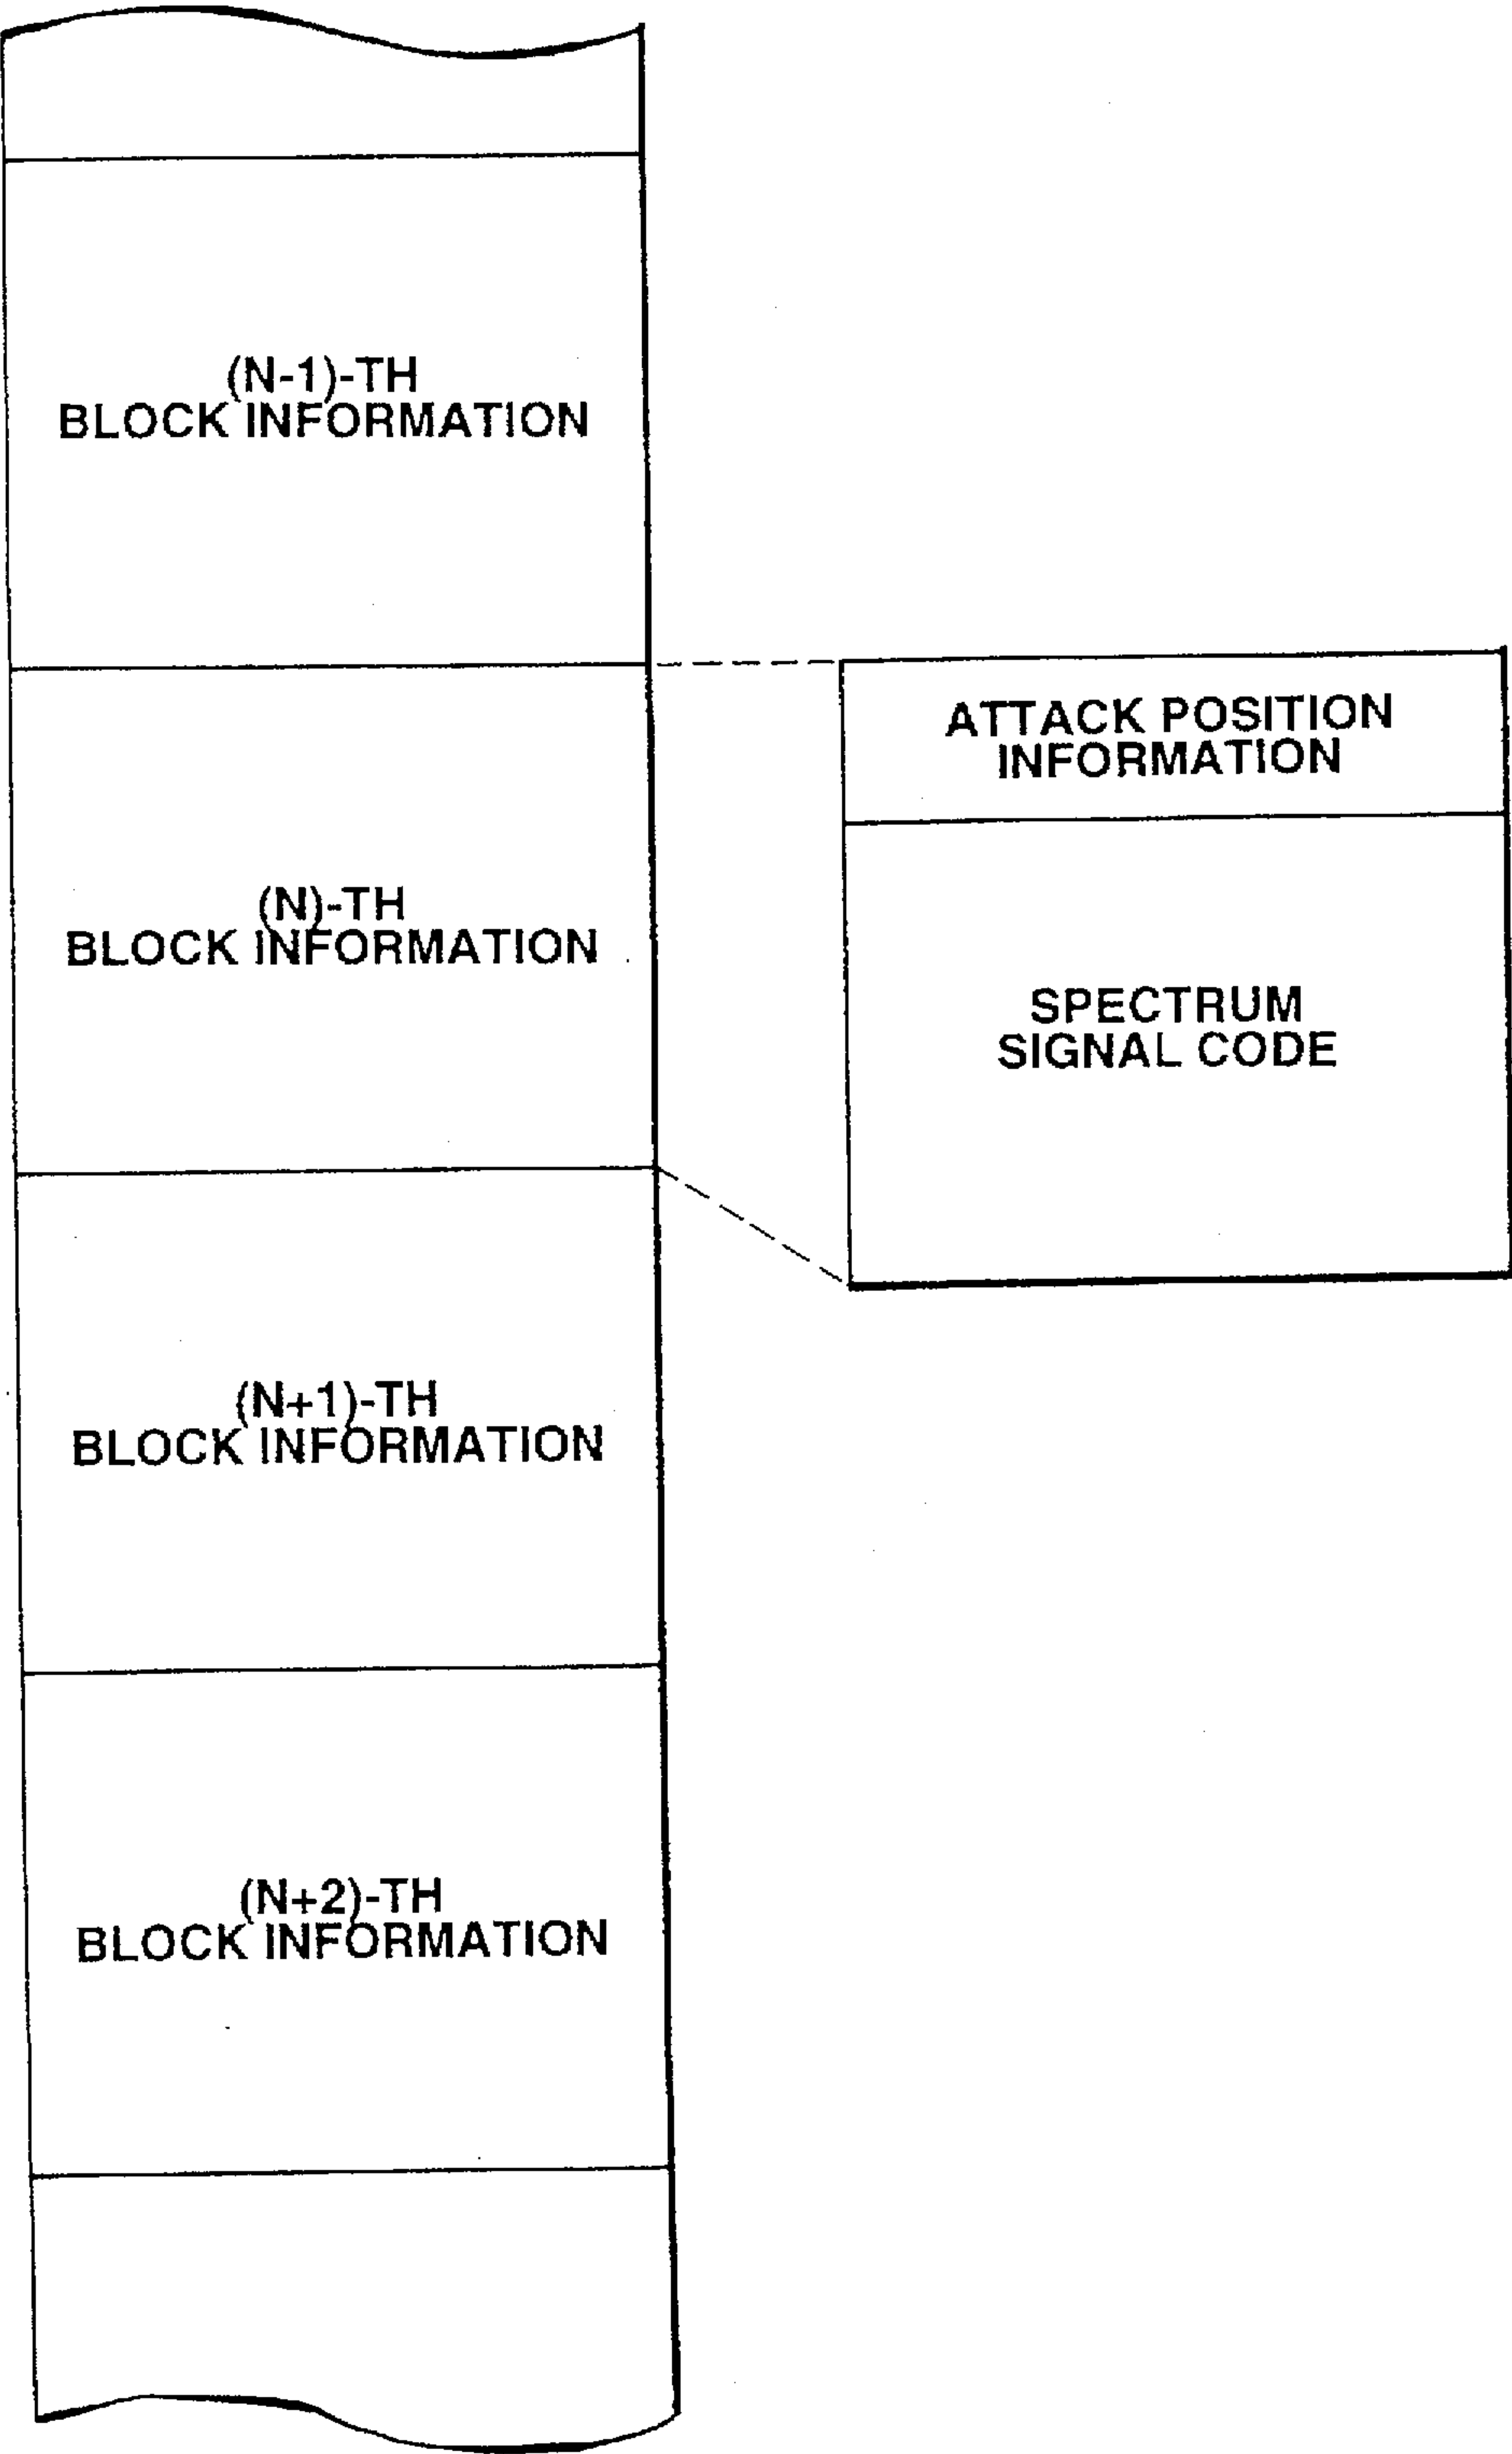 (N-1)-TH
BLOCK INFORMATION
ATTACK POSITION
INFORMATION
(N)-TH
BLOCK INFORMATION
SPECTRUM
SIGNAL CODE
(N+1)-TH
BLOCK INFORMATION
(N+2)-TH
BLOCK INFORMATION